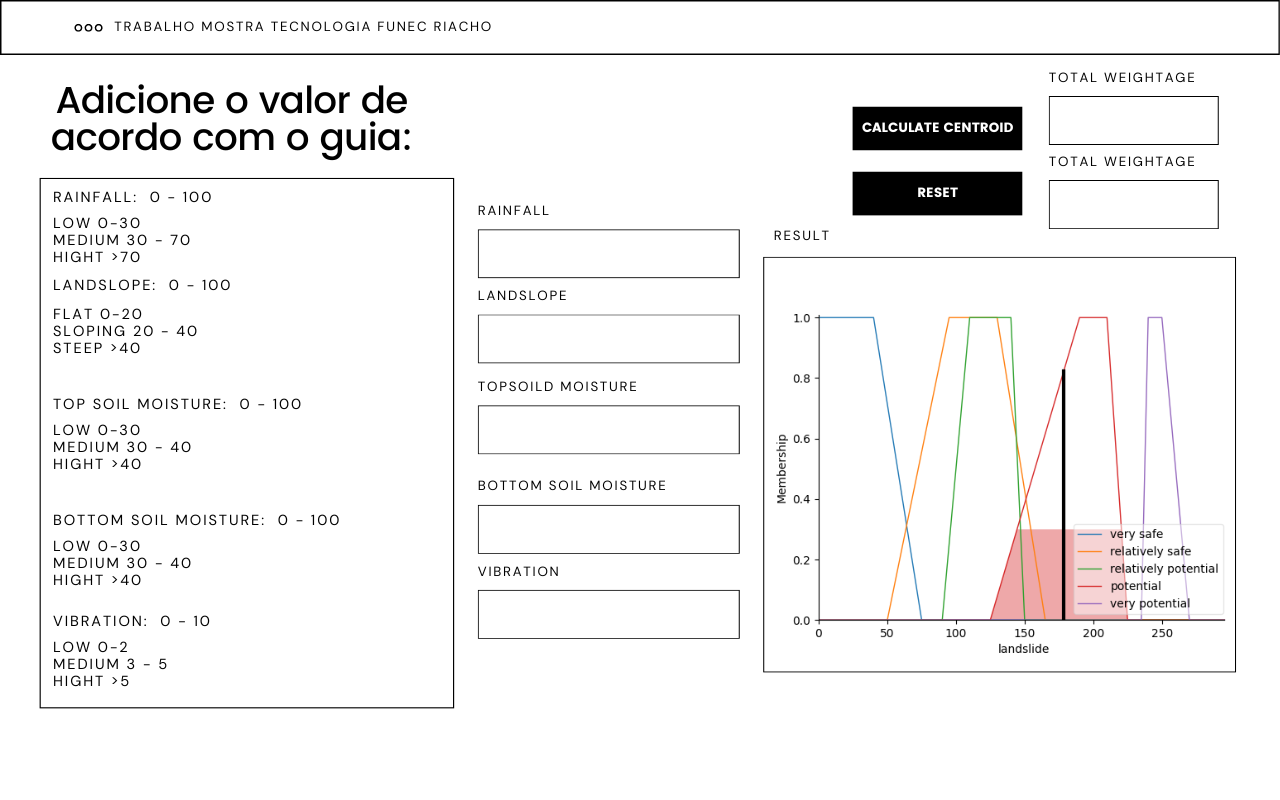 TRABALHO MOSTRA TECNOLOGIA FUNEC RIACHO
Adicione o valor de
acordo com o guia:
RAINFALL: 0 - 100
LOW 0-30
MEDIUM 30 - 70
HIGHT >70
LANDSLOPE: 0 - 100
FLAT 0-20
SLOPING 20 - 40
STEEP >40
TOP SOIL MOISTURE: 0 - 100
LOW 0-30
MEDIUM 30 - 40
HIGHT >40
BOTTOM SOIL MOISTURE: 0 - 100
LOW 0-30
MEDIUM 30 - 40
HIGHT >40
VIBRATION: 0 - 10
LOW 0-2
MEDIUM 3 - 5
HIGHT >5
RAINFALL
LANDSLOPE
TOPSOILD MOISTURE
BOTTOM SOIL MOISTURE
VIBRATION
CALCULATE CENTROID
RESET
TOTAL WEIGHTAGE
TOTAL WEIGHTAGE
RESULT
1.0
0.8
0.6
0.4
0.2
0.0
Membership
0 50 100 150 200 250
landslide
very safe
relatively safe
relatively potential
potential
very potential